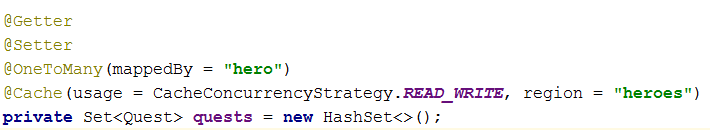 @Getter
@Setter
@OneToMany(mappedBy = "hero")
@Cache(usage = CacheConcurrencyStrategy.READ_WRITE, region = "heroes")
private Set<Quest> quests = new HashSet<>();